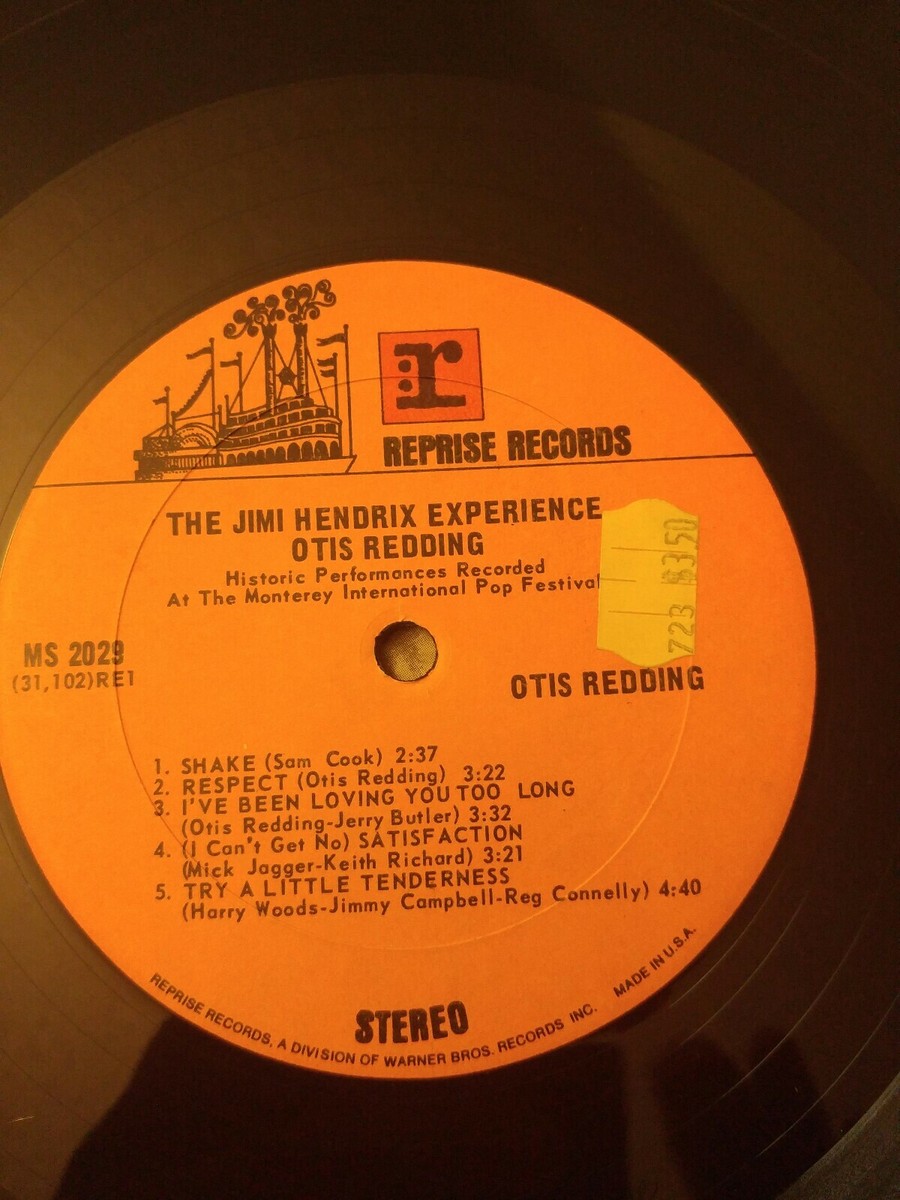 r
REPRISE RECORDS
THE JIMI HENDRIX EXPERIENCE
OTIS REDDING
Historic Performances Recorded
At The Monterey International Pop Festival
723 $3.50
MS 2029
(31,102)RE1
OTIS REDDING
1. SHAKE (Sam Cook) 2:37
2. RESPECT (Otis Redding) 3:22
3. I'VE BEEN LOVING YOU TOO LONG
(Otis Redding-Jerry Butler) 3:32
4. (I Can't Get No) SATISFACTION
(Mick Jagger-Keith Richard) 3:21
5. TRY A LITTLE TENDERNESS
(Harry Woods-Jimmy Campbell-Reg Connelly) 4:40
STEREO
REPRISE RECORDS, A DIVISION OF WARNER BROS. RECORDS INC. MADE IN U.S.A.